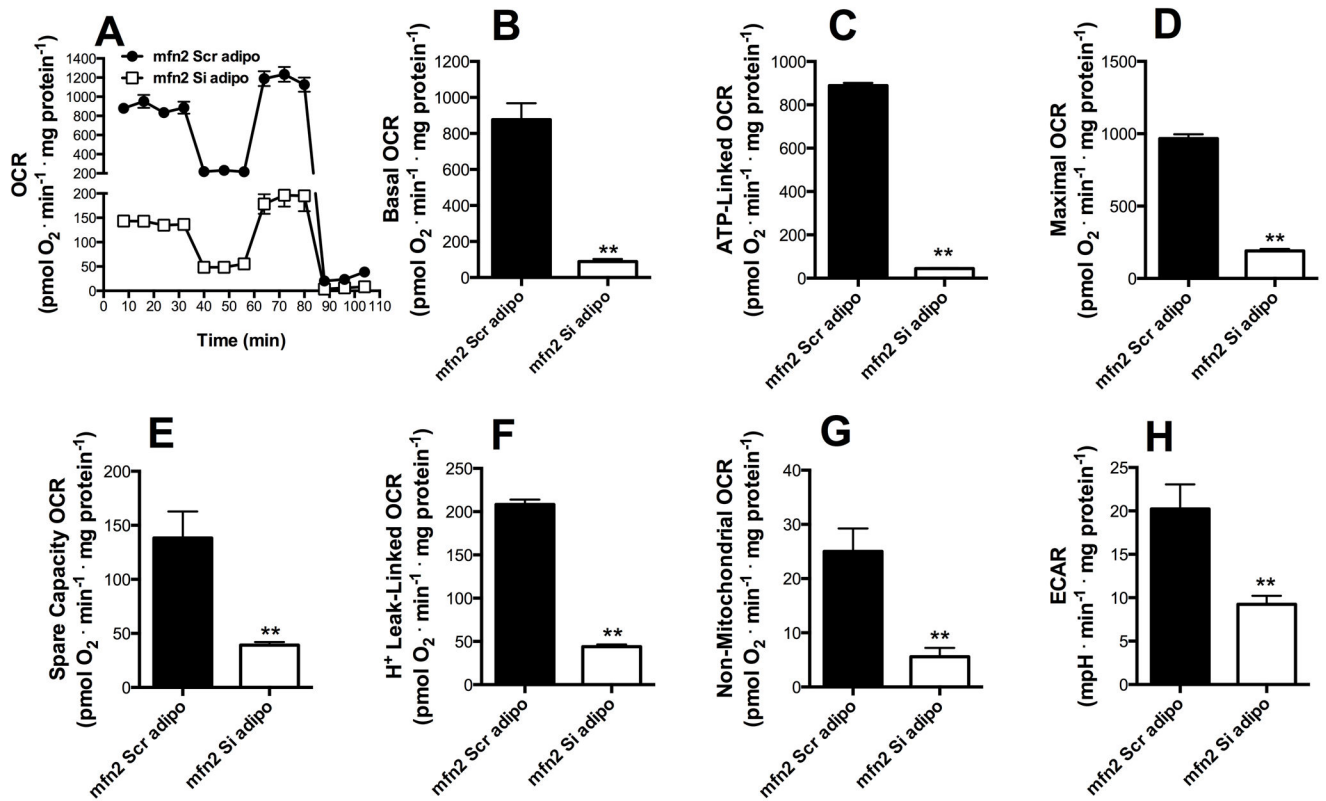 A
OCR
(pmol O2 · min-1 · mg protein-1)
mfn2 Scr adipo
mfn2 Si adipo
1400
1200
1000
800
600
400
200
200
150
100
50
0
0 10 20 30 40 50 60 70 80 90 100 110
Time (min)
B
Basal OCR
(pmol O2 · min-1 · mg protein-1)
1200
1000
800
600
400
200
0
**
mfn2 Scr adipo
mfn2 Si adipo
C
ATP-Linked OCR
(pmol O2 · min-1 · mg protein-1)
1000
800
600
400
200
0
**
mfn2 Scr adipo
mfn2 Si adipo
D
Maximal OCR
(pmol O2 · min-1 · mg protein-1)
1500
1000
500
0
**
mfn2 Scr adipo
mfn2 Si adipo
E
Spare Capacity OCR
(pmol O2 · min-1 · mg protein-1)
200
150
100
50
0
**
mfn2 Scr adipo
mfn2 Si adipo
F
H+ Leak-Linked OCR
(pmol O2 · min-1 · mg protein-1)
250
200
150
100
50
0
**
mfn2 Scr adipo
mfn2 Si adipo
G
Non-Mitochondrial OCR
(pmol O2 · min-1 · mg protein-1)
40
30
20
10
0
**
mfn2 Scr adipo
mfn2 Si adipo
H
ECAR
(mpH · min-1 · mg protein-1)
25
20
15
10
5
0
**
mfn2 Scr adipo
mfn2 Si adipo